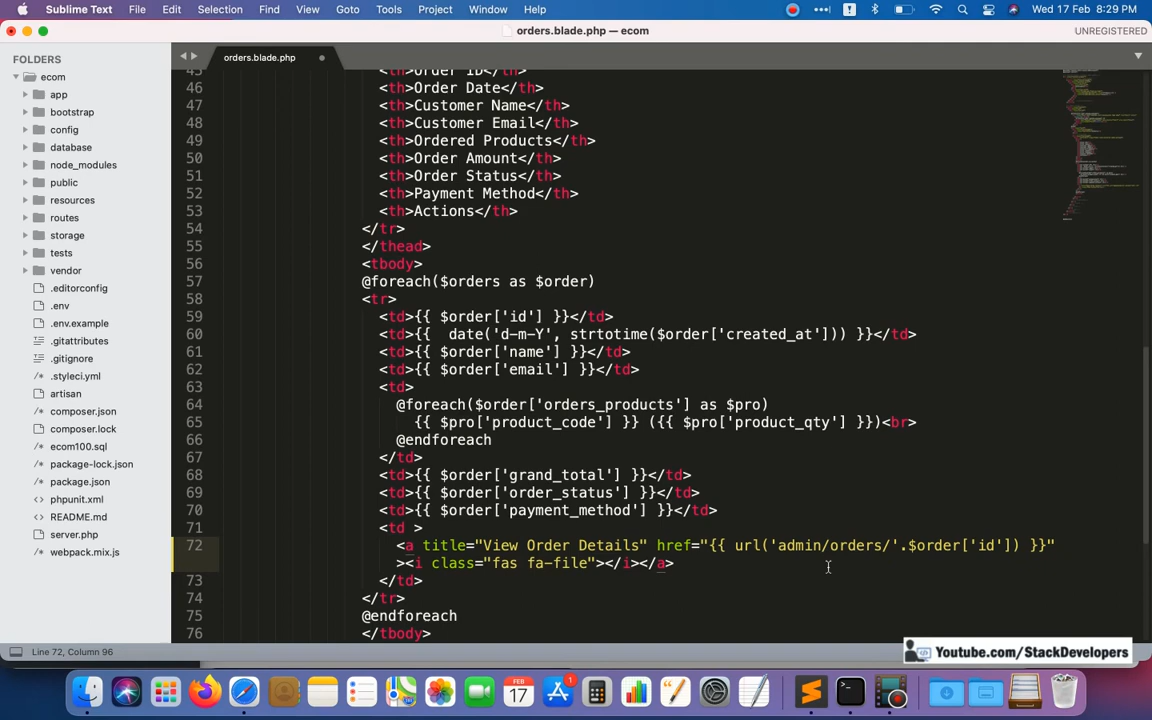 Sublime Text File Edit Selection Find View Goto Tools Project Window Help Wed 17 Feb 8:29 PM
orders.blade.php — ecom UNREGISTERED
FOLDERS
ecom
app
bootstrap
config
database
node_modules
public
resources
routes
storage
tests
vendor
.editorconfig
.env
.env.example
.gitattributes
.gitignore
.styleci.yml
artisan
composer.json
composer.lock
ecom100.sql
package-lock.json
package.json
phpunit.xml
README.md
server.php
webpack.mix.js
orders.blade.php
45 <th>Order ID</th>
46 <th>Order Date</th>
47 <th>Customer Name</th>
48 <th>Customer Email</th>
49 <th>Ordered Products</th>
50 <th>Order Amount</th>
51 <th>Order Status</th>
52 <th>Payment Method</th>
53 <th>Actions</th>
54 </tr>
55 </thead>
56 <tbody>
57 @foreach($orders as $order)
58 <tr>
59 <td>{{ $order['id'] }}</td>
60 <td>{{  date('d-m-Y', strtotime($order['created_at'])) }}</td>
61 <td>{{ $order['name'] }}</td>
62 <td>{{ $order['email'] }}</td>
63 <td>
64 @foreach($order['orders_products'] as $pro)
65 {{ $pro['product_code'] }} ({{ $pro['product_qty'] }})<br>
66 @endforeach
67 </td>
68 <td>{{ $order['grand_total'] }}</td>
69 <td>{{ $order['order_status'] }}</td>
70 <td>{{ $order['payment_method'] }}</td>
71 <td >
72 <a title="View Order Details" href="{{ url('admin/orders/'.$order['id']) }}"
><i class="fas fa-file"></i></a>
73 </td>
74 </tr>
75 @endforeach
76 </tbody>
Line 72, Column 96
Youtube.com/StackDevelopers
FEB
17
1